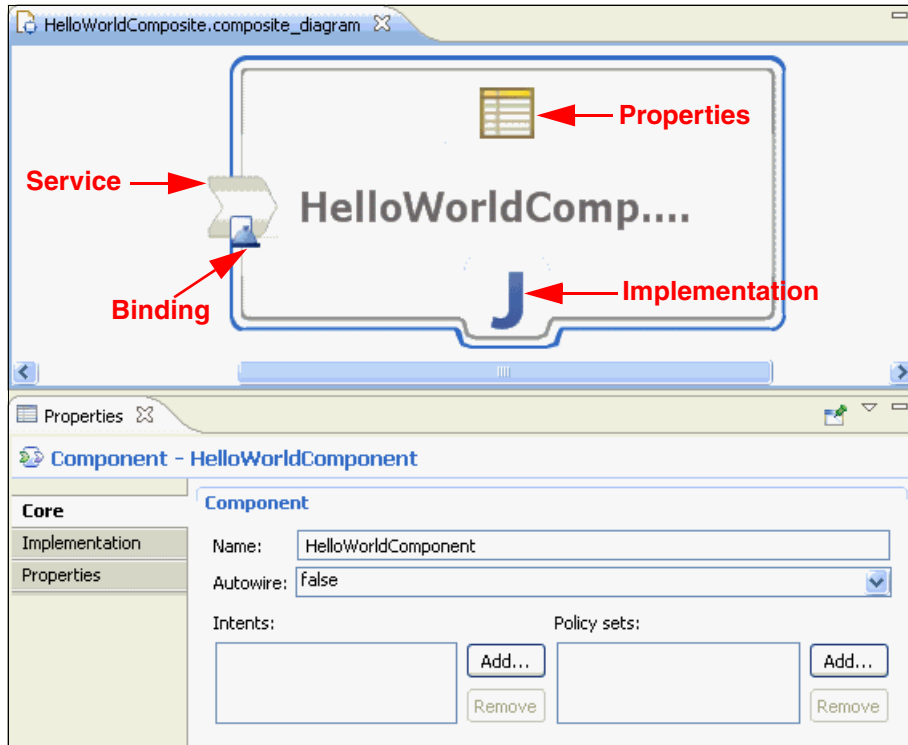 HelloWorldComposite.composite_diagram
Properties
Service
HelloWorldComp....
J
Implementation
Binding
Properties
Component - HelloWorldComponent
Core
Implementation
Properties
Component
Name: HelloWorldComponent
Autowire: false
Intents: Policy sets:
Add... Add...
Remove Remove